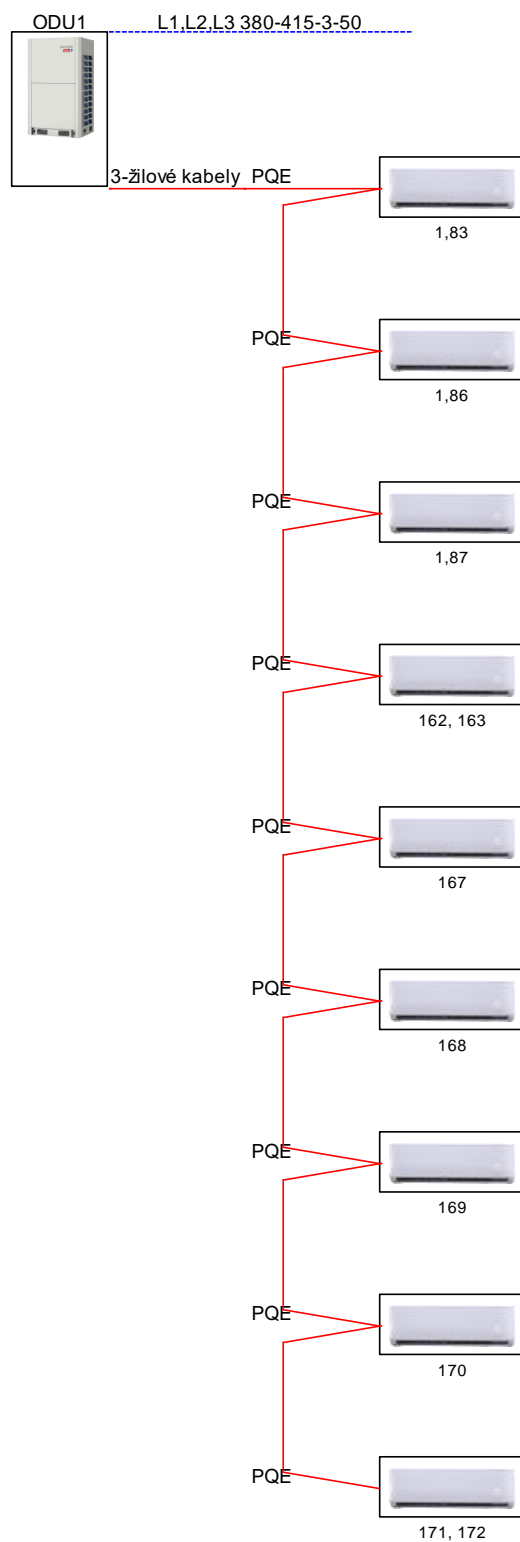 ODU1
L1,L2,L3 380-415-3-50
3-žilové kabely PQE
1,83
PQE
1,86
PQE
1,87
PQE
162, 163
PQE
167
PQE
168
PQE
169
PQE
170
PQE
171, 172